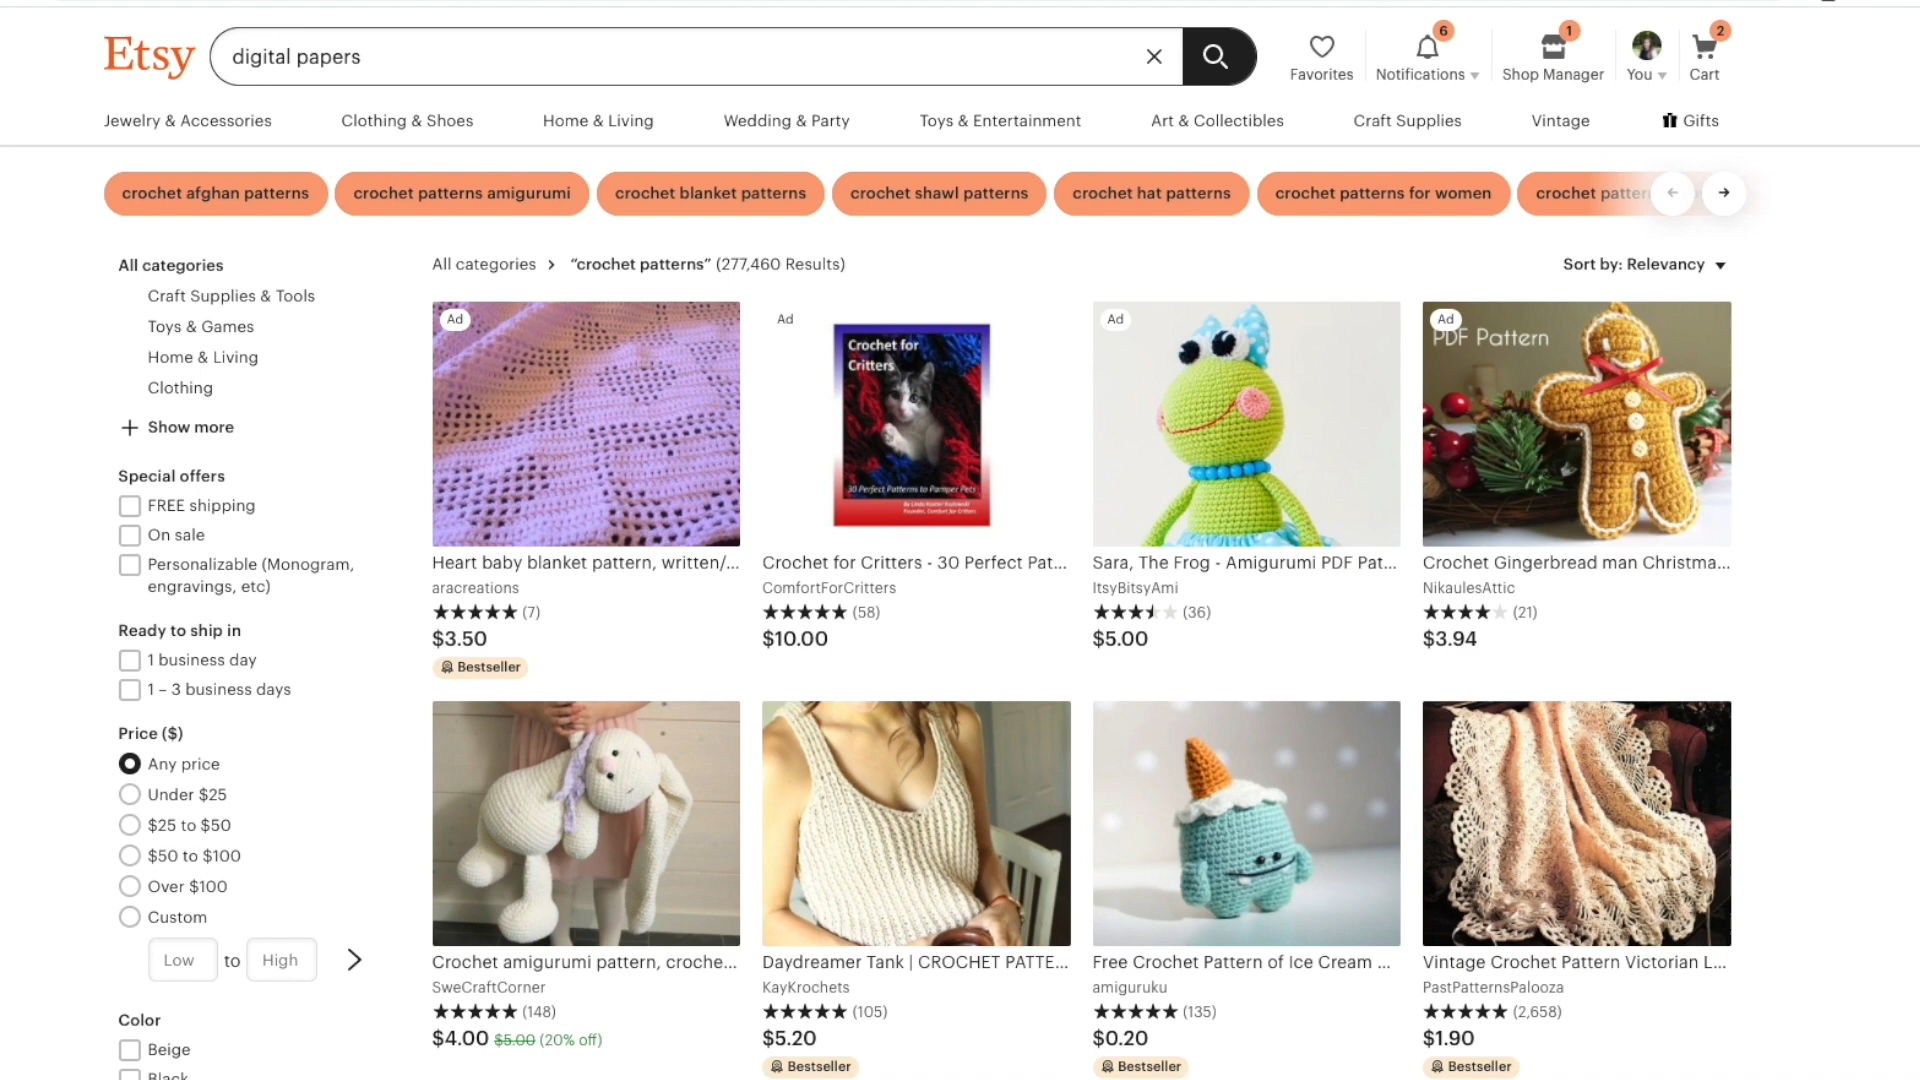 Etsy
digital papers
Favorites
6
Notifications
1
Shop Manager
You
2
Cart
Jewelry & Accessories
Clothing & Shoes
Home & Living
Wedding & Party
Toys & Entertainment
Art & Collectibles
Craft Supplies
Vintage
Gifts
crochet afghan patterns
crochet patterns amigurumi
crochet blanket patterns
crochet shawl patterns
crochet hat patterns
crochet patterns for women
crochet
All categories
Craft Supplies & Tools
Toys & Games
Home & Living
Clothing
Show more
Special offers
FREE shipping
On sale
Personalizable (Monogram,
engravings, etc)
Ready to ship in
1 business day
1 – 3 business days
Price ($)
Any price
Under $25
$25 to $50
$50 to $100
Over $100
Custom
Low to High
Color
Beige
Black
All categories > “crochet patterns” (277,460 Results)
Sort by: Relevancy
Ad
Heart baby blanket pattern, written/...
aracreations
(7)
$3.50
Bestseller
Ad
Crochet for
Critters
30 Perfect Patterns to Pamper Pets
Crochet for Critters - 30 Perfect Pat...
ComfortForCritters
(58)
$10.00
Ad
Sara, The Frog - Amigurumi PDF Pat...
ItsyBitsyAmi
(36)
$5.00
Ad
PDF Pattern
Crochet Gingerbread man Christma...
NikaulesAttic
(21)
$3.94
Crochet amigurumi pattern, croche...
SweCraftCorner
(148)
$4.00 $5.00 (20% off)
Daydreamer Tank | CROCHET PATTE...
KayKrochets
(105)
$5.20
Bestseller
Free Crochet Pattern of Ice Cream ...
amiguruku
(135)
$0.20
Bestseller
Vintage Crochet Pattern Victorian L...
PastPatternsPalooza
(2,658)
$1.90
Bestseller